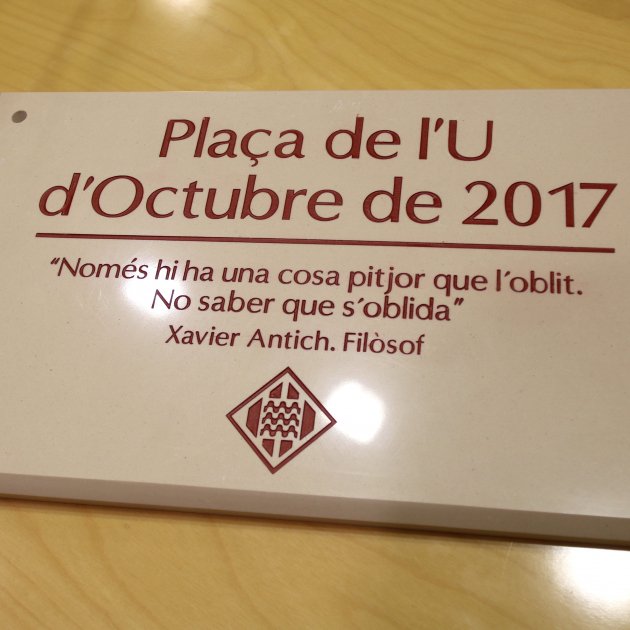 Plaça de l'U
d'Octubre de 2017
“Només hi ha una cosa pitjor que l'oblit.
No saber que s'oblida”
Xavier Antich. Filòsof